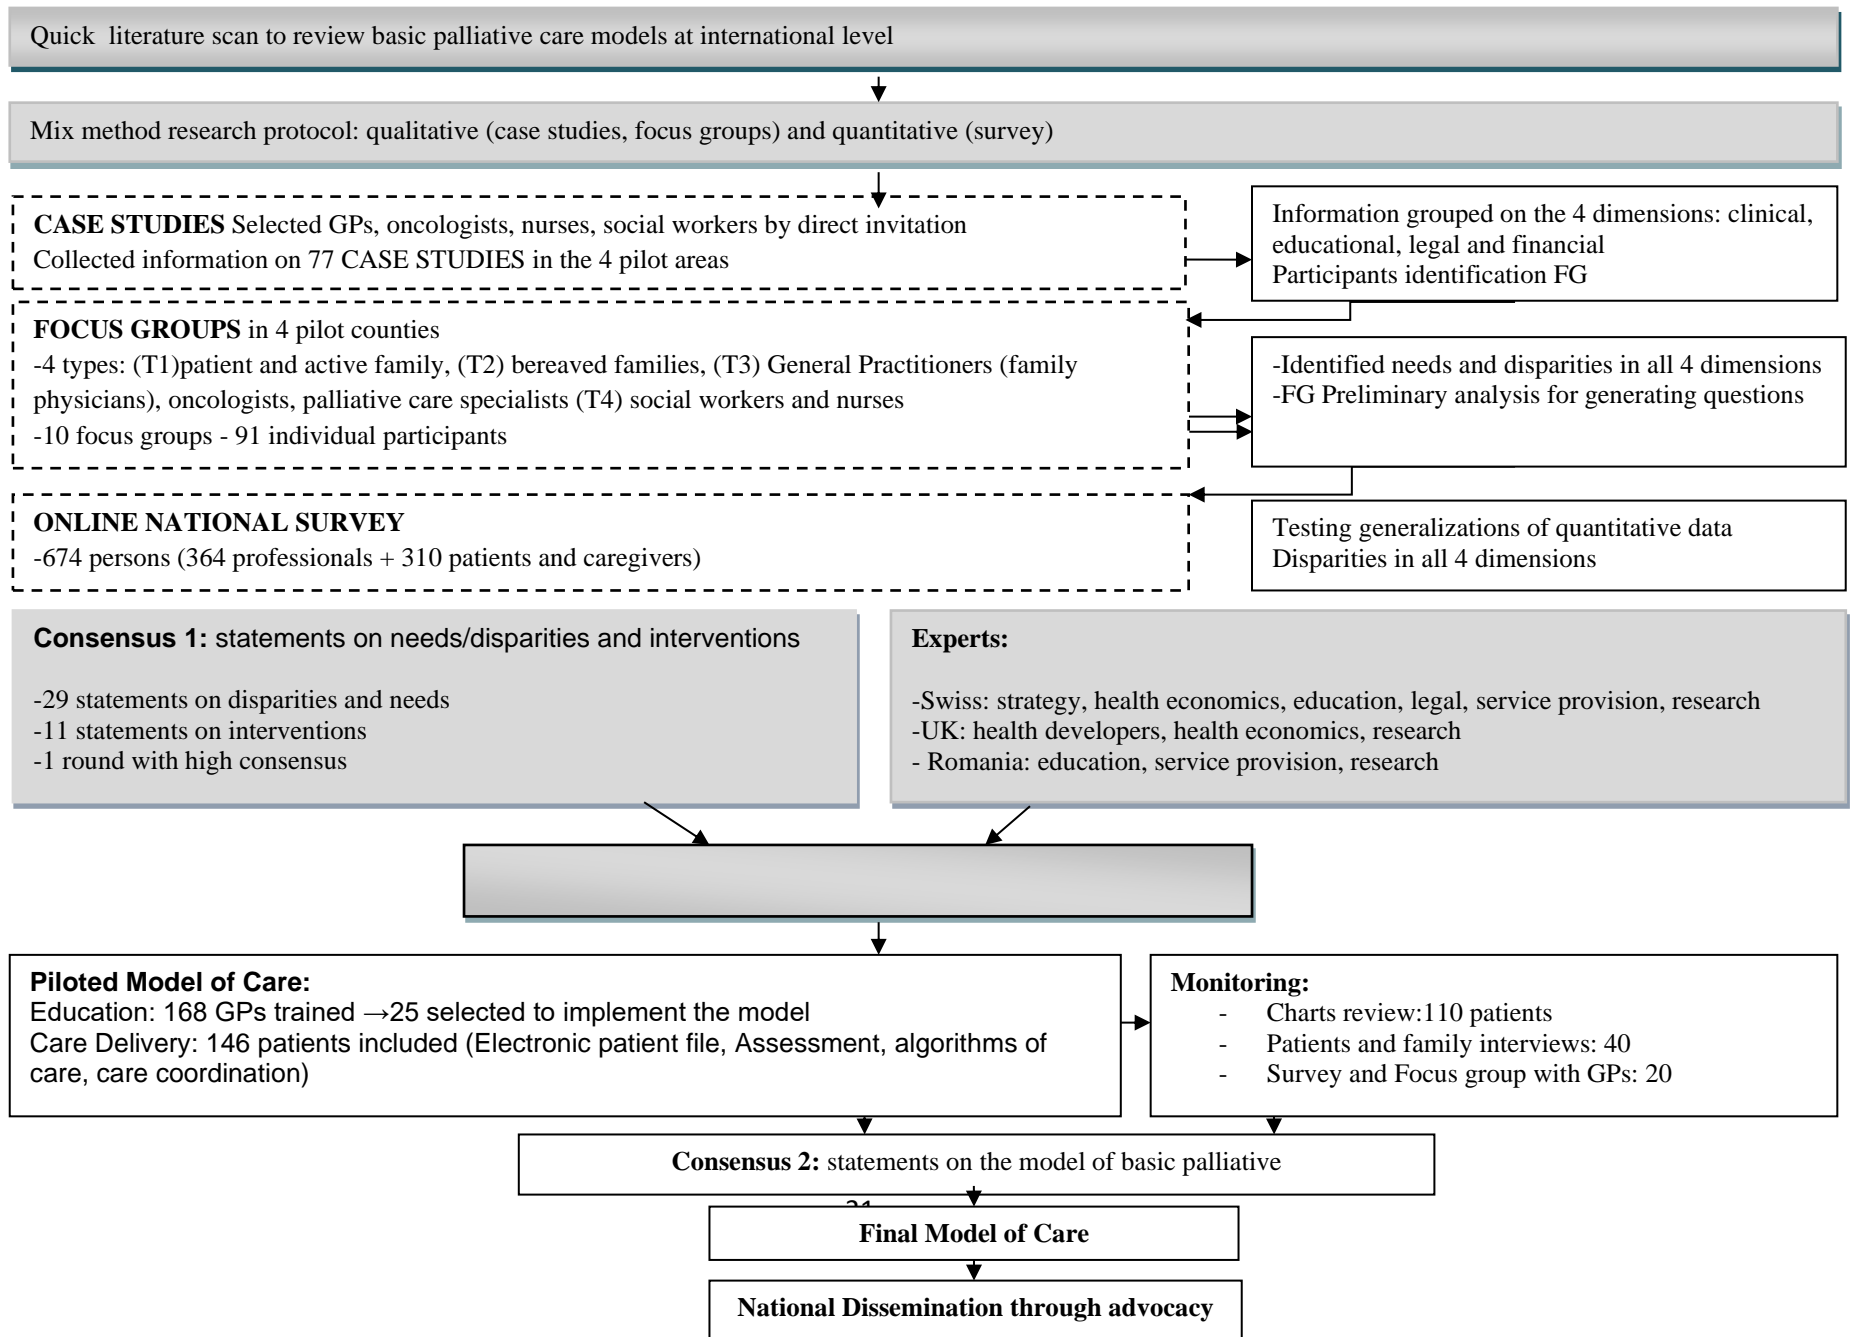 Quick literature scan to review basic palliative care models at international level
Mix method research protocol: qualitative (case studies, focus groups) and quantitative (survey)
CASE STUDIES Selected GPs, oncologists, nurses, social workers by direct invitation
Collected information on 77 CASE STUDIES in the 4 pilot areas
Information grouped on the 4 dimensions: clinical,
educational, legal and financial
Participants identification FG
FOCUS GROUPS in 4 pilot counties
-4 types: (T1)patient and active family, (T2) bereaved families, (T3) General Practitioners (family
physicians), oncologists, palliative care specialists (T4) social workers and nurses
-10 focus groups - 91 individual participants
-Identified needs and disparities in all 4 dimensions
-FG Preliminary analysis for generating questions
ONLINE NATIONAL SURVEY
-674 persons (364 professionals + 310 patients and caregivers)
Testing generalizations of quantitative data
Disparities in all 4 dimensions
Consensus 1: statements on needs/disparities and interventions
-29 statements on disparities and needs
-11 statements on interventions
-1 round with high consensus
Experts:
-Swiss: strategy, health economics, education, legal, service provision, research
-UK: health developers, health economics, research
- Romania: education, service provision, research
Piloted Model of Care:
Education: 168 GPs trained →25 selected to implement the model
Care Delivery: 146 patients included (Electronic patient file, Assessment, algorithms of
care, care coordination)
Monitoring:
- Charts review:110 patients
- Patients and family interviews: 40
- Survey and Focus group with GPs: 20
Consensus 2: statements on the model of basic palliative
Final Model of Care
National Dissemination through advocacy